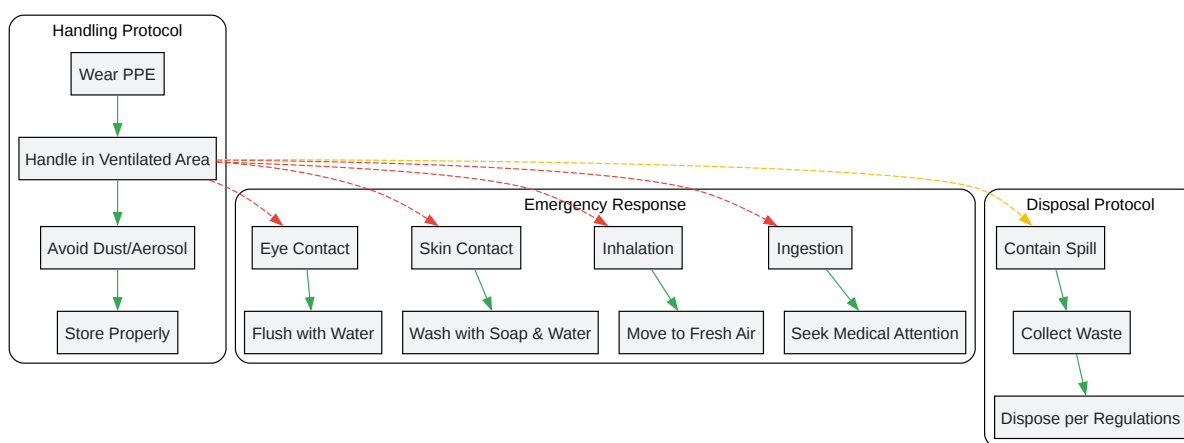 Handling Protocol
Wear PPE
Handle in Ventilated Area
Avoid Dust/Aerosol
Store Properly
Emergency Response
Eye Contact
Skin Contact
Inhalation
Ingestion
Flush with Water
Wash with Soap & Water
Move to Fresh Air
Seek Medical Attention
Disposal Protocol
Contain Spill
Collect Waste
Dispose per Regulations